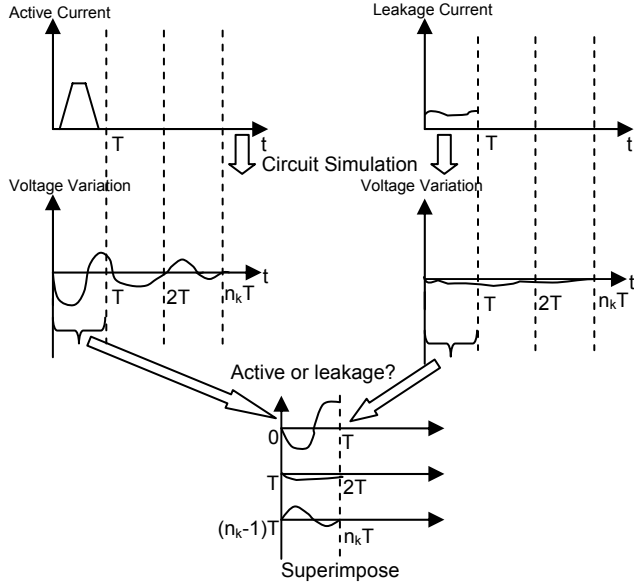 Active Current
Leakage Current
T
t
T
t
Circuit Simulation
Voltage Variation
Voltage Variation
t
T
2T
nkT
t
T
2T
nkT
Active or leakage?
0
T
T
2T
(nk-1)T
nkT
Superimpose